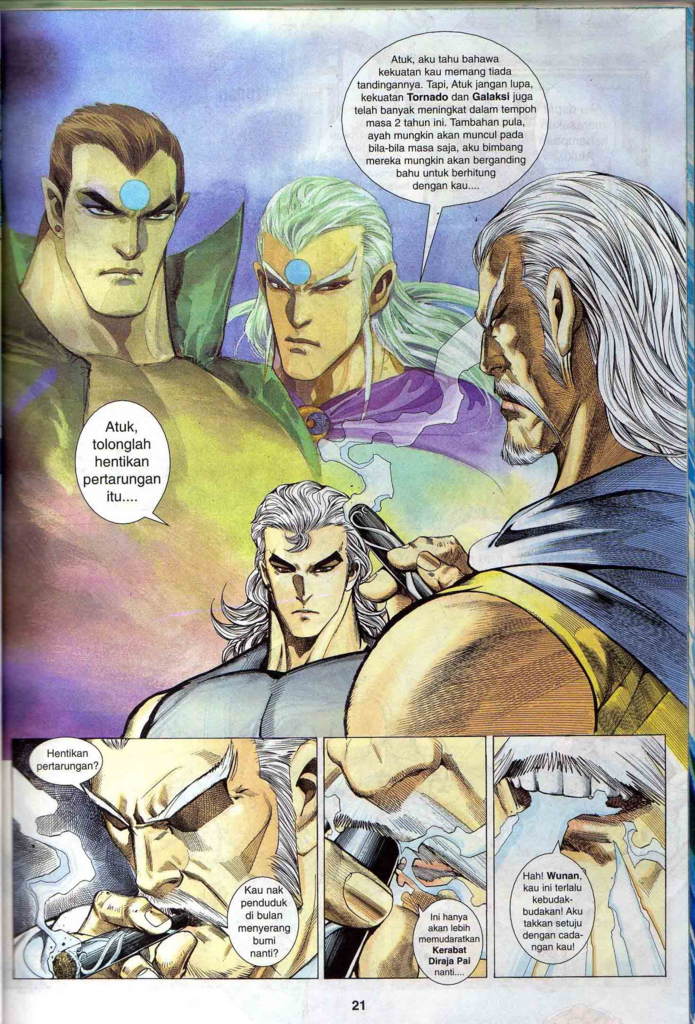 Atuk, aku tahu bahawa
kekuatan kau memang tiada
tandingannya. Tapi, Atuk jangan lupa,
kekuatan Tornado dan Galaksi juga
telah banyak meningkat dalam tempoh
masa 2 tahun ini. Tambahan pula,
ayah mungkin akan muncul pada
bila-bila masa saja, aku bimbang
mereka mungkin akan berganding
bahu untuk berhitung
dengan kau....
Atuk,
tolonglah
hentikan
pertarungan
itu....
Hentikan
pertarungan?
Kau nak
penduduk
di bulan
menyerang
bumi
nanti?
Ini hanya
akan lebih
memudaratkan
Kerabat
Diraja Pai
nanti....
Hah! Wunan,
kau ini terlalu
kebudak-
budakan! Aku
takkan setuju
dengan cada-
ngan kau!
21